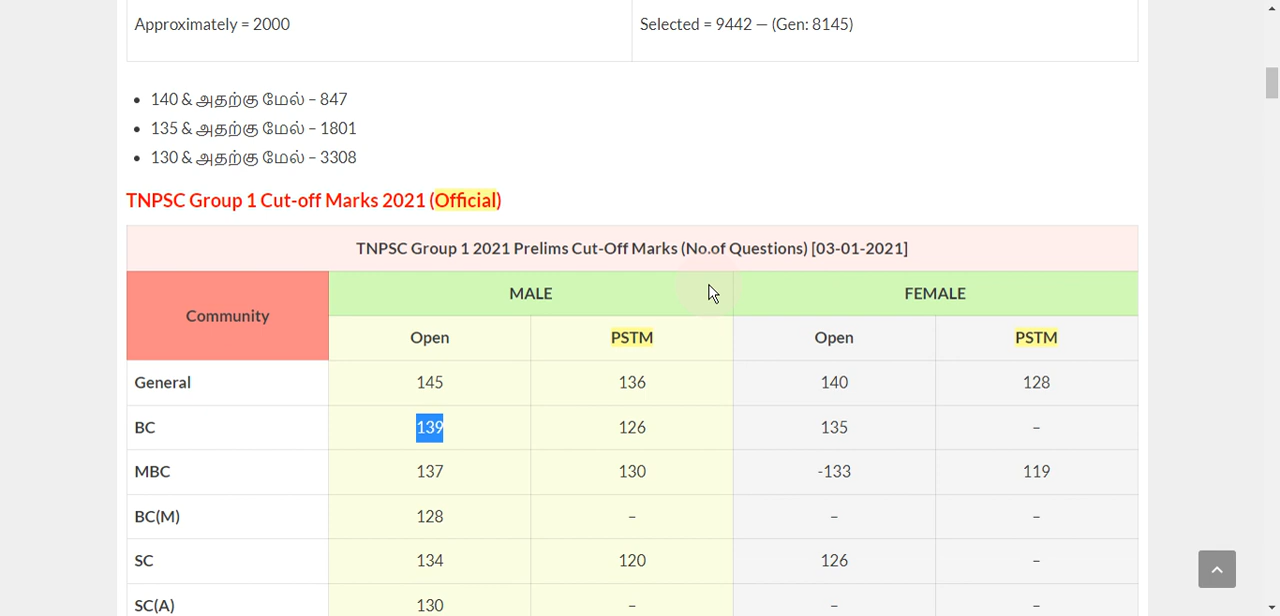 Approximately = 2000 Selected = 9442 — (Gen: 8145)
• 140 & அதற்கு மேல் – 847
• 135 & அதற்கு மேல் – 1801
• 130 & அதற்கு மேல் – 3308
TNPSC Group 1 Cut-off Marks 2021 (Official)
TNPSC Group 1 2021 Prelims Cut-Off Marks (No.of Questions) [03-01-2021]
Community MALE FEMALE
Open PSTM Open PSTM
General 145 136 140 128
BC 139 126 135 –
MBC 137 130 -133 119
BC(M) 128 – – –
SC 134 120 126 –
SC(A) 130 – – –